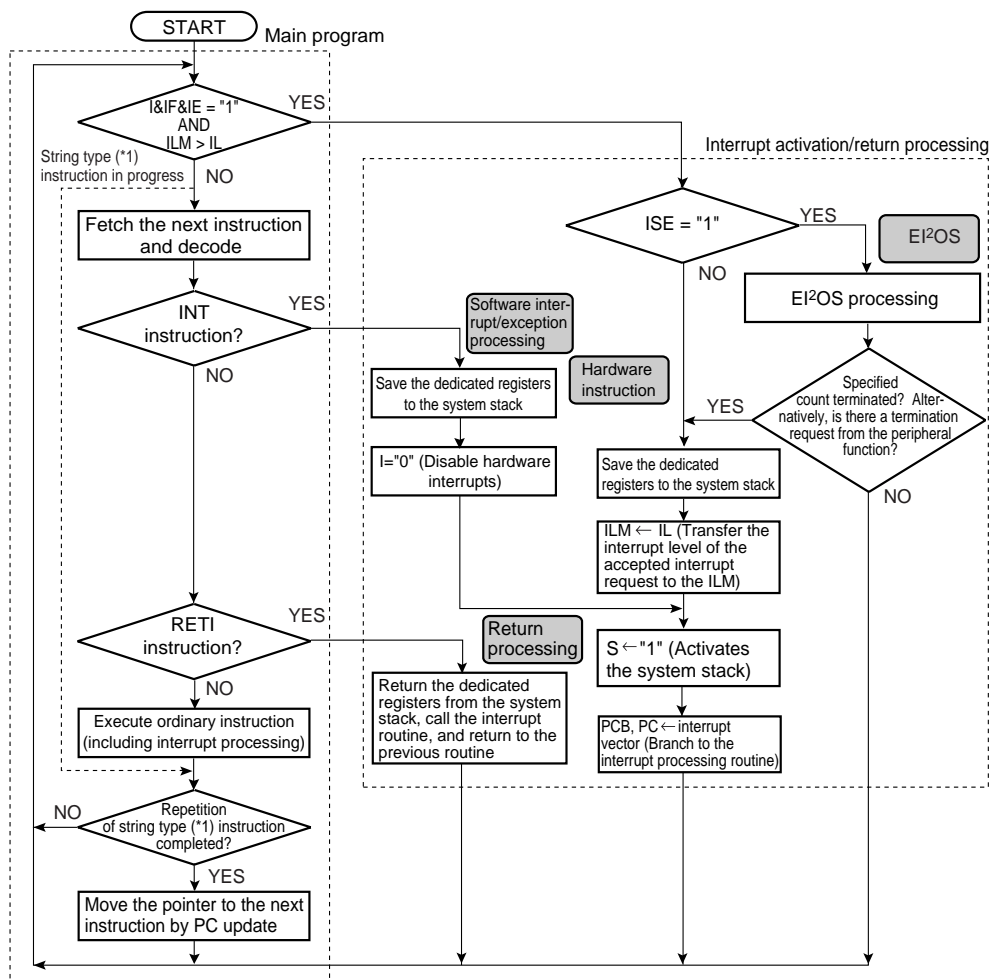 START
Main program
I&IF&IE = "1"
AND
ILM > IL
YES
String type (*1)
instruction in progress
NO
Fetch the next instruction
and decode
INT
instruction?
YES
NO
Software inter-
rupt/exception
processing
Save the dedicated registers
to the system stack
I="0" (Disable hardware
interrupts)
RETI
instruction?
YES
NO
Return
processing
Return the dedicated
registers from the system
stack, call the interrupt
routine, and return to the
previous routine
Execute ordinary instruction
(including interrupt processing)
Repetition
of string type (*1) instruction
completed?
NO
YES
Move the pointer to the next
instruction by PC update
Interrupt activation/return processing
ISE = "1"
YES
NO
EI²OS
EI²OS processing
Specified
count terminated? Alter-
natively, is there a termination
request from the peripheral
function?
YES
NO
Hardware
instruction
Save the dedicated
registers to the system stack
ILM ← IL (Transfer the
interrupt level of the
accepted interrupt
request to the ILM)
S ← "1" (Activates
the system stack)
PCB, PC ← interrupt
vector (Branch to the
interrupt processing routine)